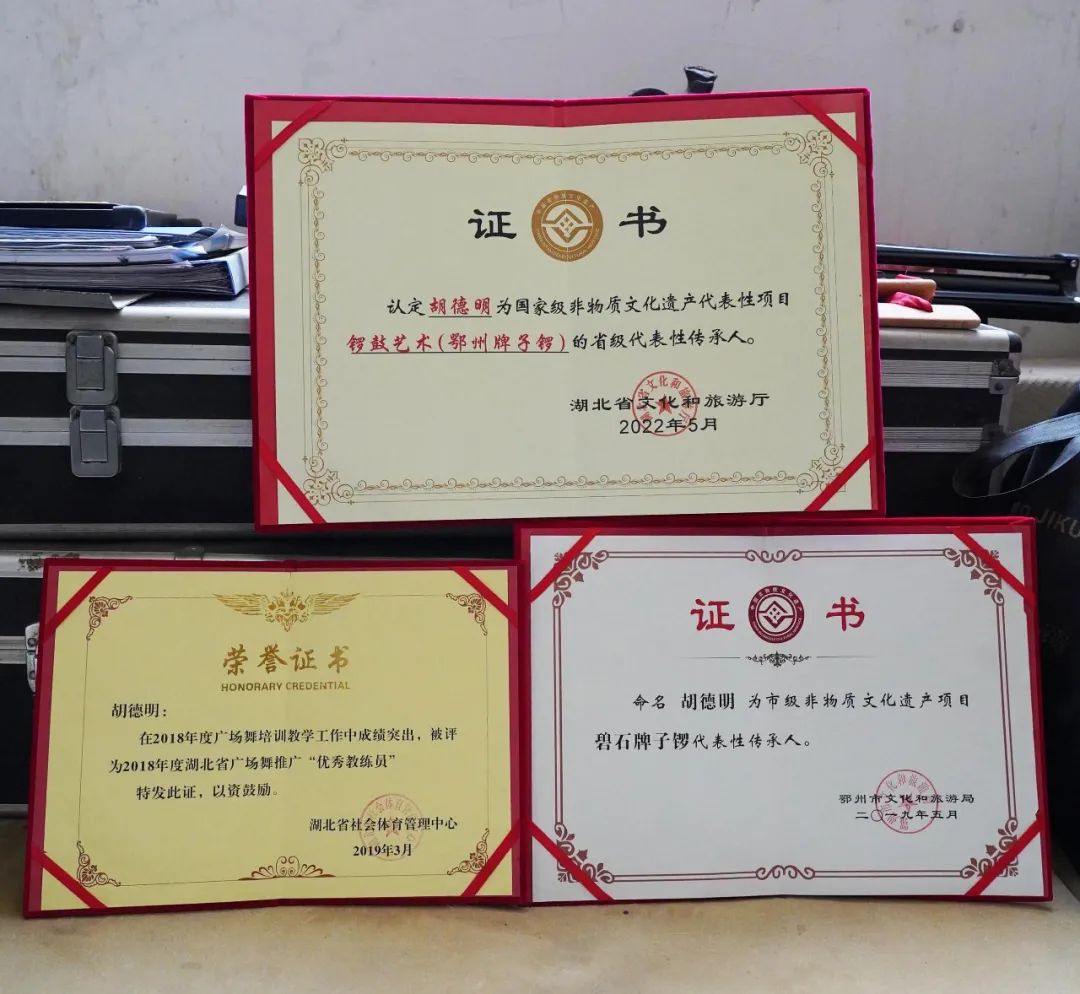 证 书
认定胡德明为国家级非物质文化遗产代表性项目
锣鼓艺术(鄂州牌子锣)的省级代表性传承人。
湖北省文化和旅游厅
2022年5月
荣誉证书
HONORARY CREDENTIAL
胡德明:
在2018年度广场舞培训教学工作中成绩突出,被评
为2018年度湖北省广场舞推广“优秀教练员”
特发此证,以资鼓励。
湖北省社会体育管理中心
2019年3月
证 书
命名 胡德明 为市级非物质文化遗产项目
碧石牌子锣代表性传承人。
鄂州市文化和旅游局
二〇一九年五月
JIKU